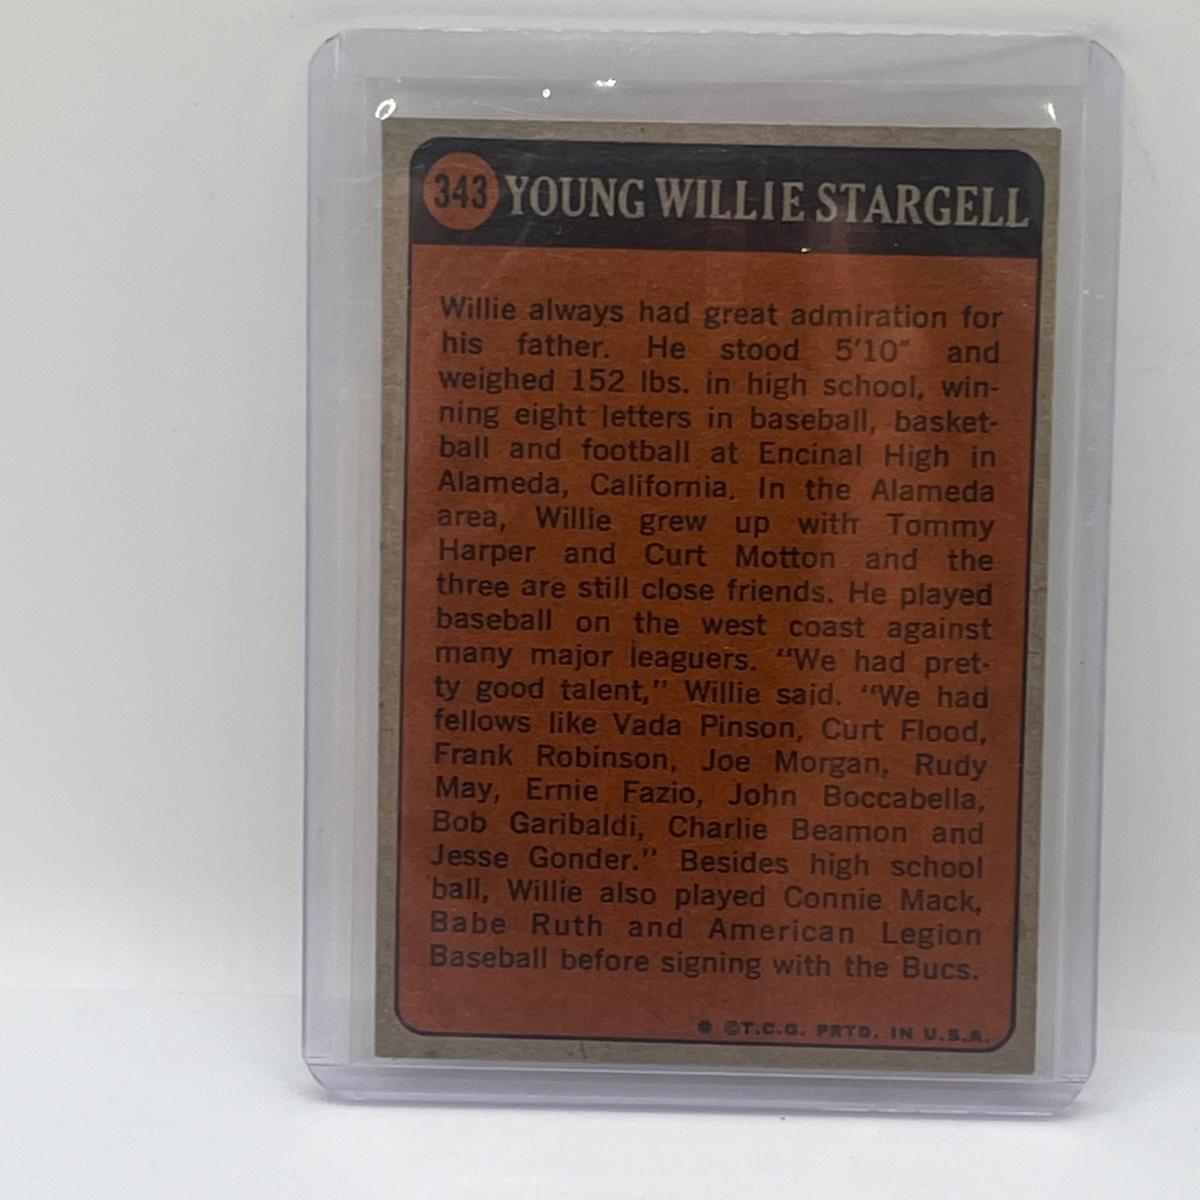 343 YOUNG WILLIE STARGELL
Willie always had great admiration for
his father. He stood 5'10" and
weighed 152 lbs. in high school, win-
ning eight letters in baseball, basket-
ball and football at Encinal High in
Alameda, California. In the Alameda
area, Willie grew up with Tommy
Harper and Curt Motton and the
three are still close friends. He played
baseball on the west coast against
many major leaguers. "We had pret-
ty good talent," Willie said. "We had
fellows like Vada Pinson, Curt Flood,
Frank Robinson, Joe Morgan, Rudy
May, Ernie Fazio, John Boccabella,
Bob Garibaldi, Charlie Beamon and
Jesse Gonder." Besides high school
ball, Willie also played Connie Mack,
Babe Ruth and American Legion
Baseball before signing with the Bucs.
* ©T.C.G. PRTD. IN U.S.A.